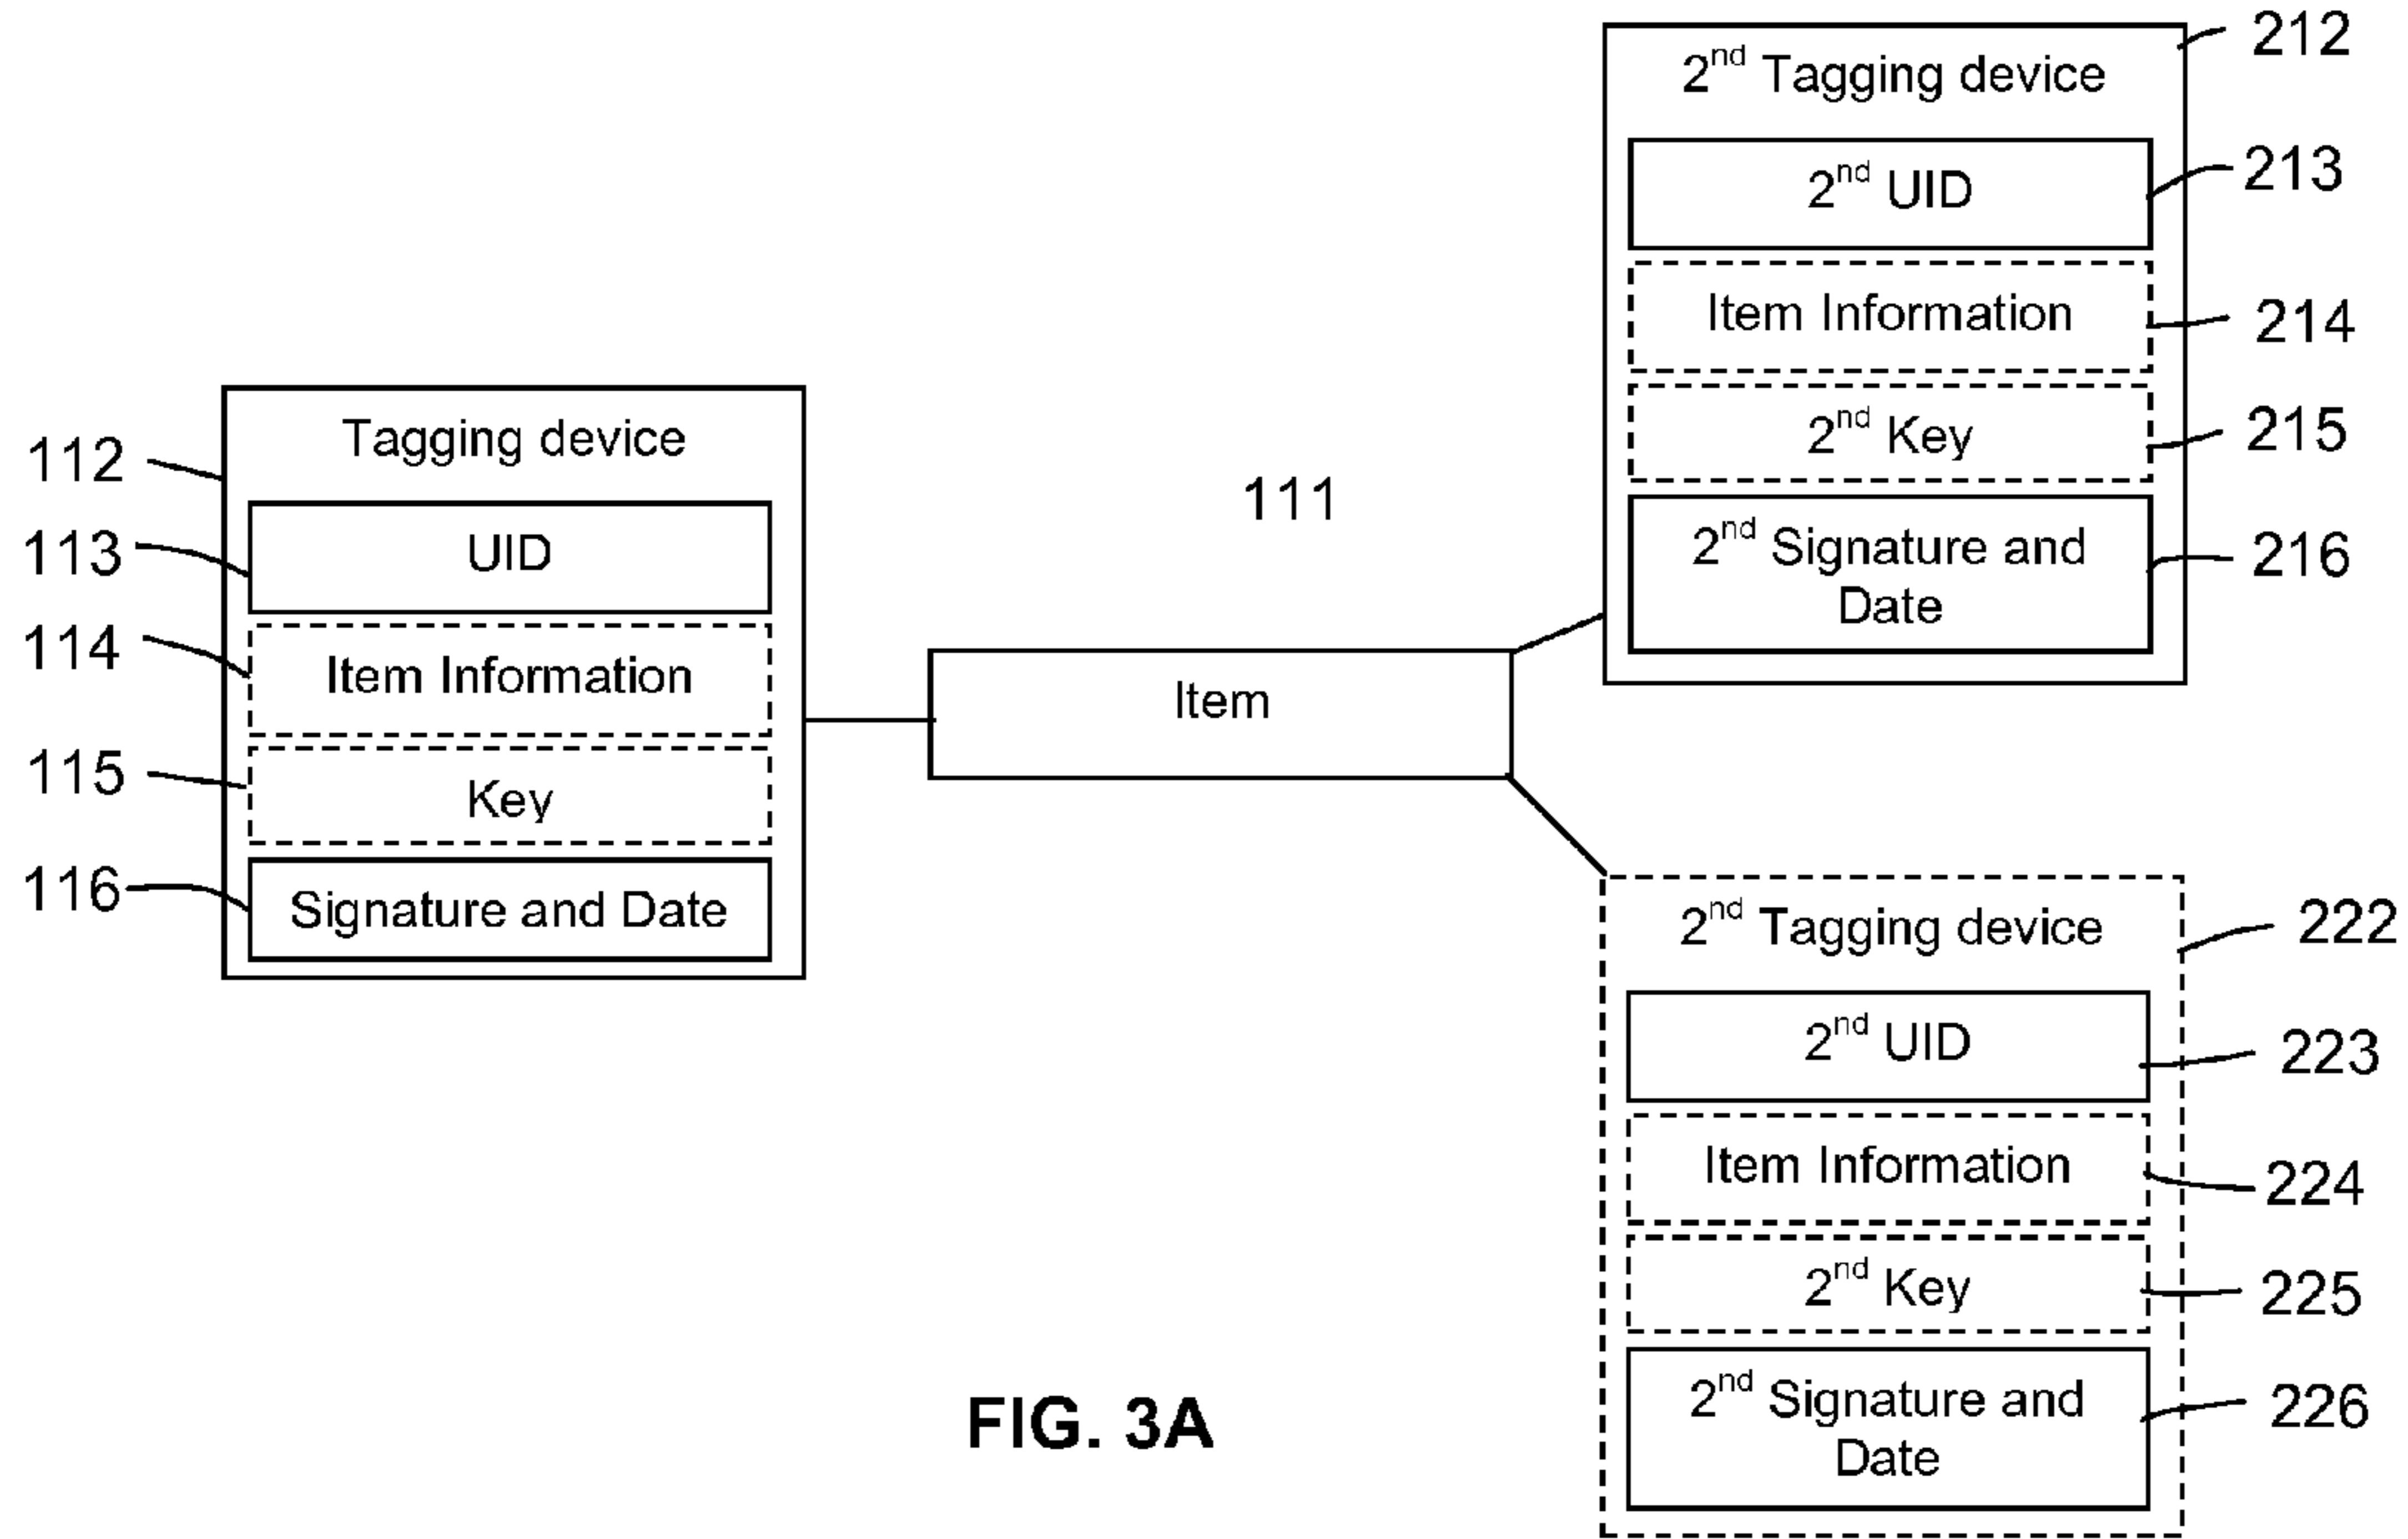 112
Tagging device
113
UID
114
Item Information
115
Key
116
Signature and Date
111
Item
212
2nd Tagging device
213
2nd UID
214
Item Information
215
2nd Key
216
2nd Signature and
Date
222
2nd Tagging device
223
2nd UID
224
Item Information
225
2nd Key
226
2nd Signature and
Date
FIG. 3A